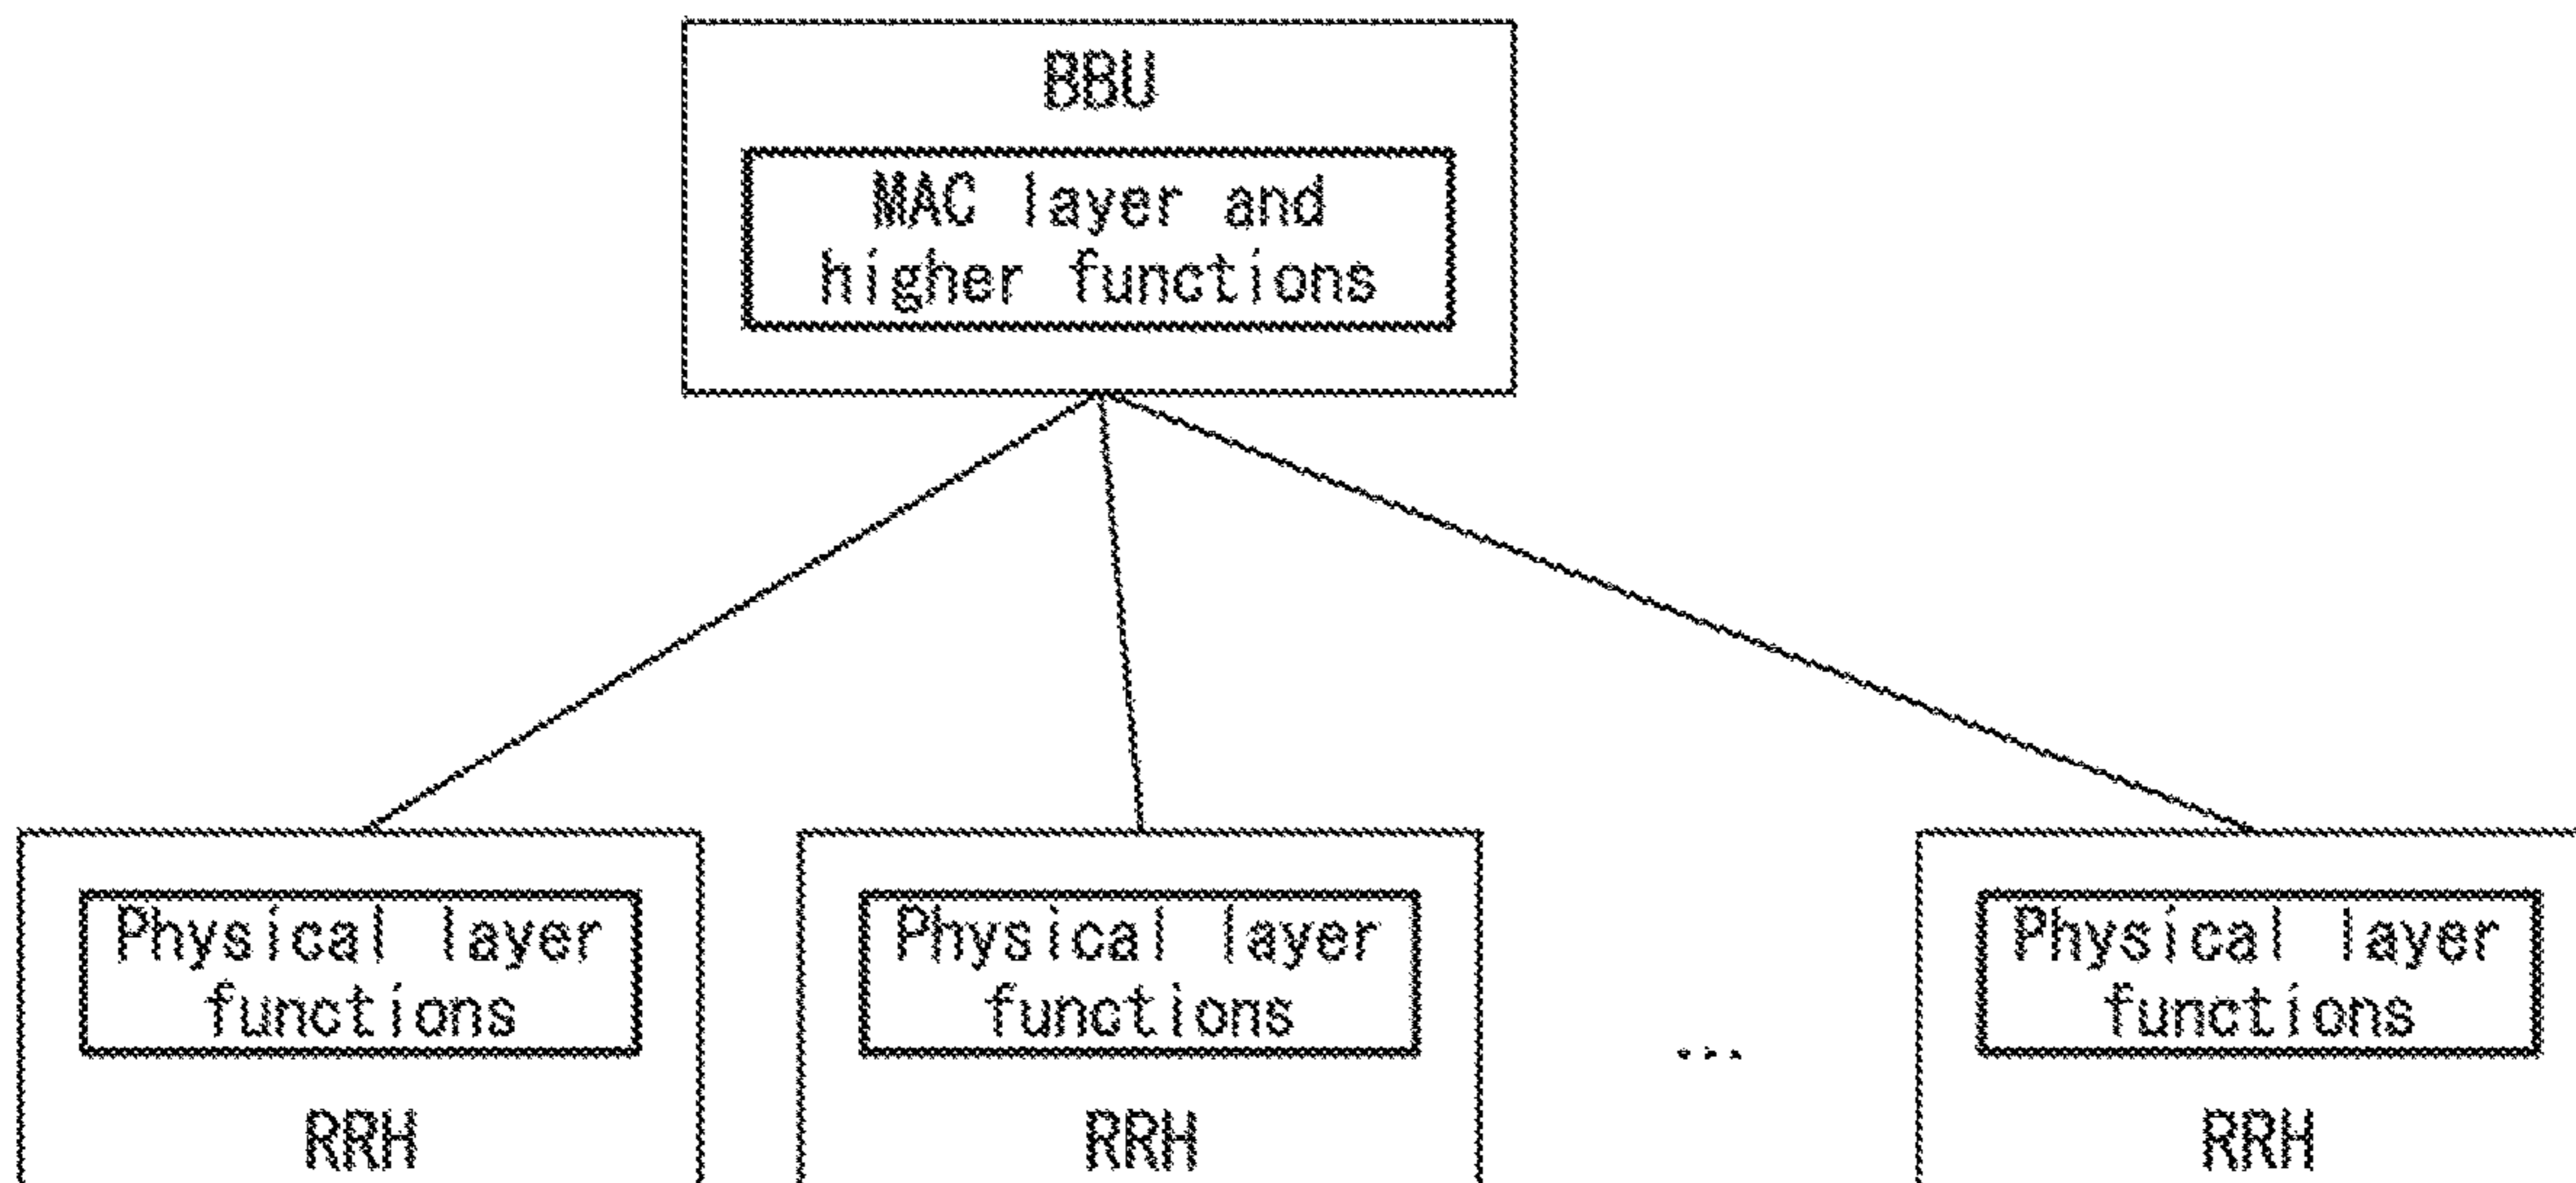 BBU
MAC layer and
higher functions
Physical layer
functions
RRH
Physical layer
functions
RRH
...
Physical layer
functions
RRH